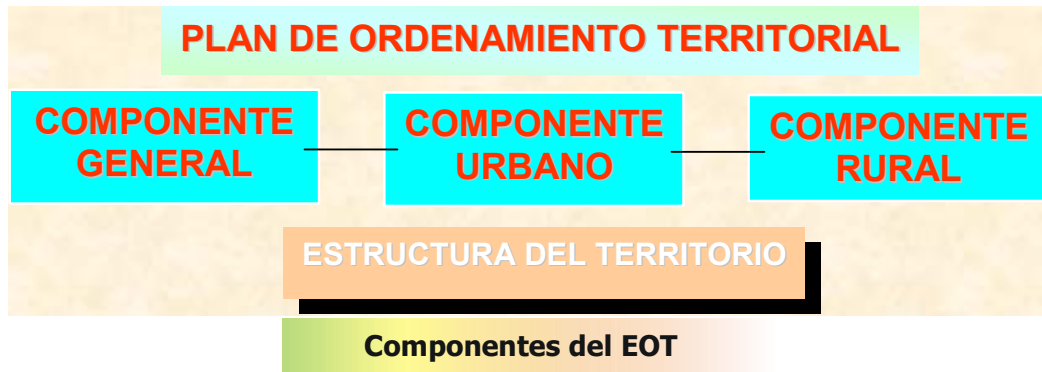 PLAN DE ORDENAMIENTO TERRITORIAL
COMPONENTE
GENERAL
COMPONENTE
URBANO
COMPONENTE
RURAL
ESTRUCTURA DEL TERRITORIO
Componentes del EOT